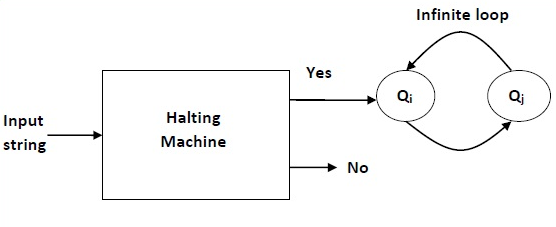 Infinite loop
Yes
Input
string
Halting
Machine
Qi
Qj
No